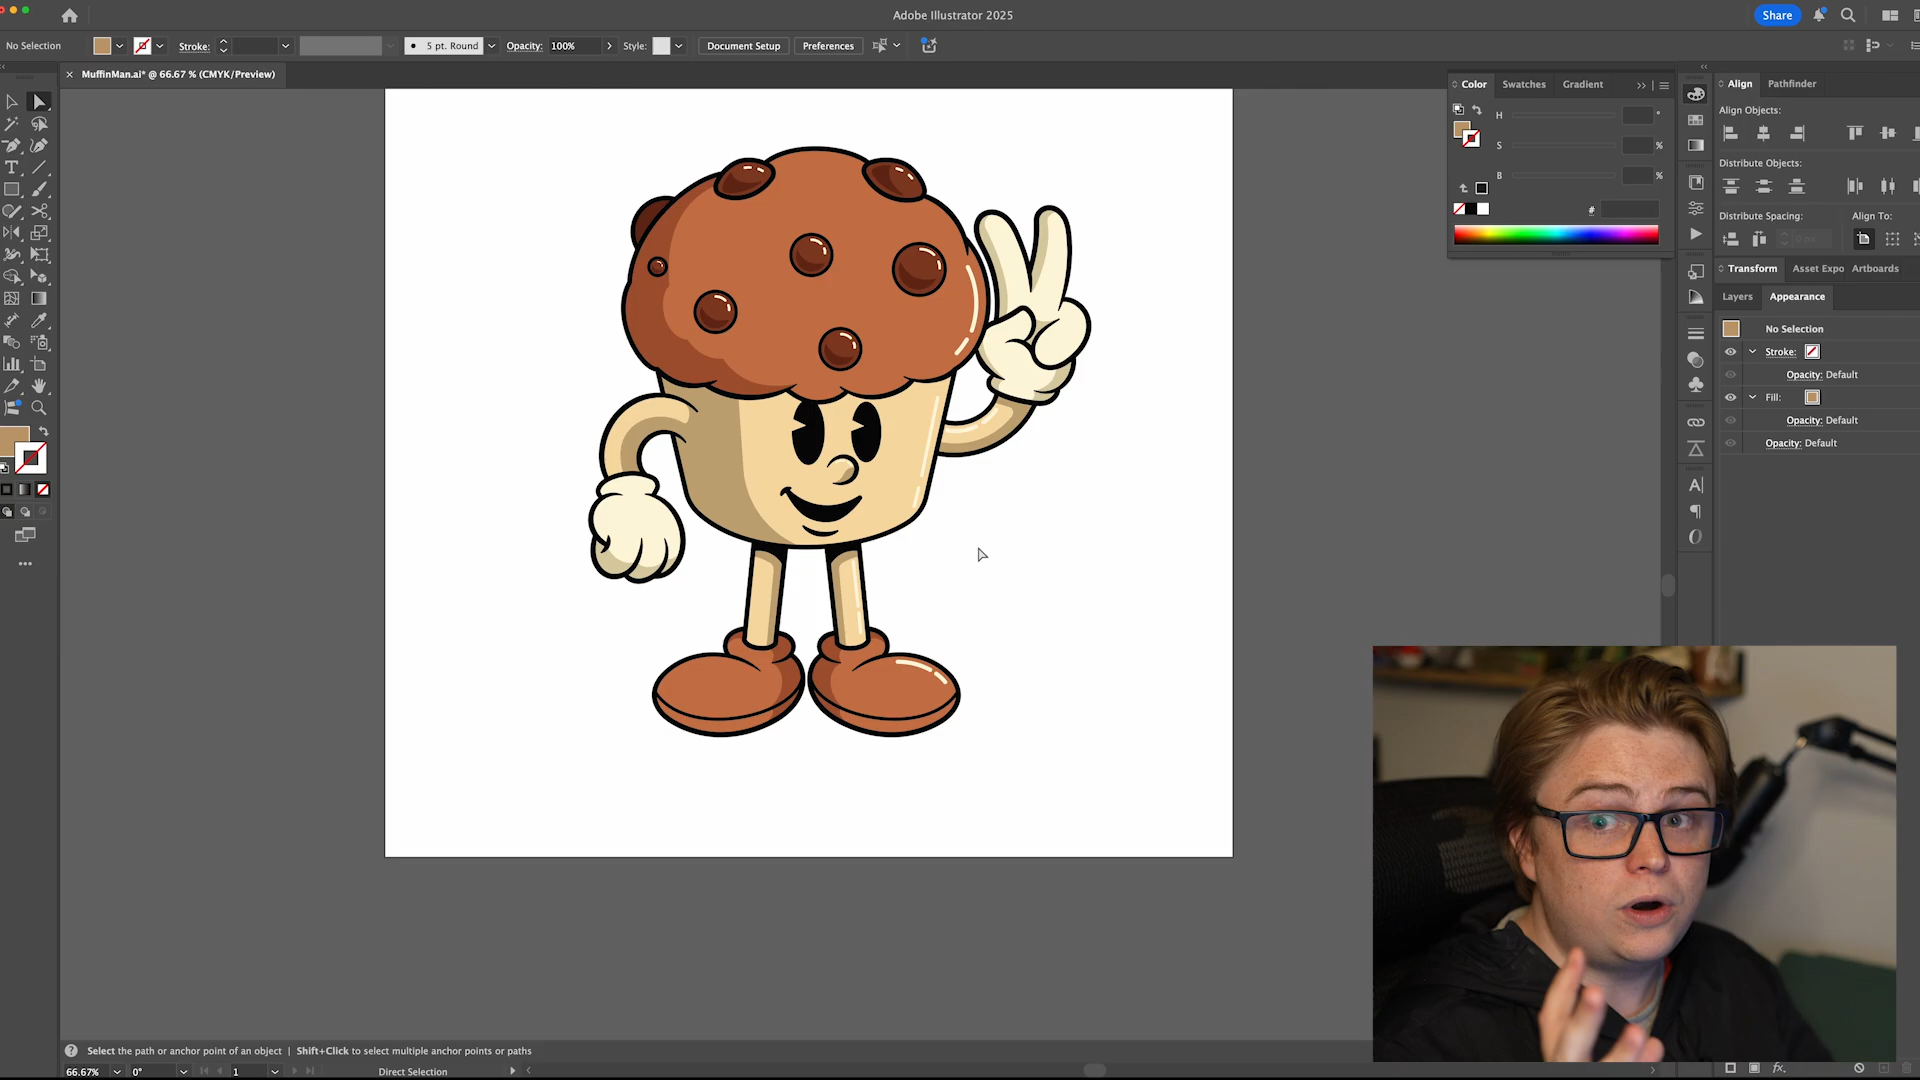 Adobe Illustrator 2025
Share
No Selection
Stroke:
5 pt. Round
Opacity: 100%
Style:
Document Setup
Preferences
× MuffinMan.ai* @ 66.67 % (CMYK/Preview)
Color Swatches Gradient
H °
S %
B %
#
Align Pathfinder
Align Objects:
Distribute Objects:
Distribute Spacing: Align To:
0 px
Transform Asset Expo Artboards
Layers Appearance
No Selection
Stroke:
Opacity: Default
Fill:
Opacity: Default
Opacity: Default
Select the path or anchor point of an object | Shift+Click to select multiple anchor points or paths
66.67% 0° 1 Direct Selection